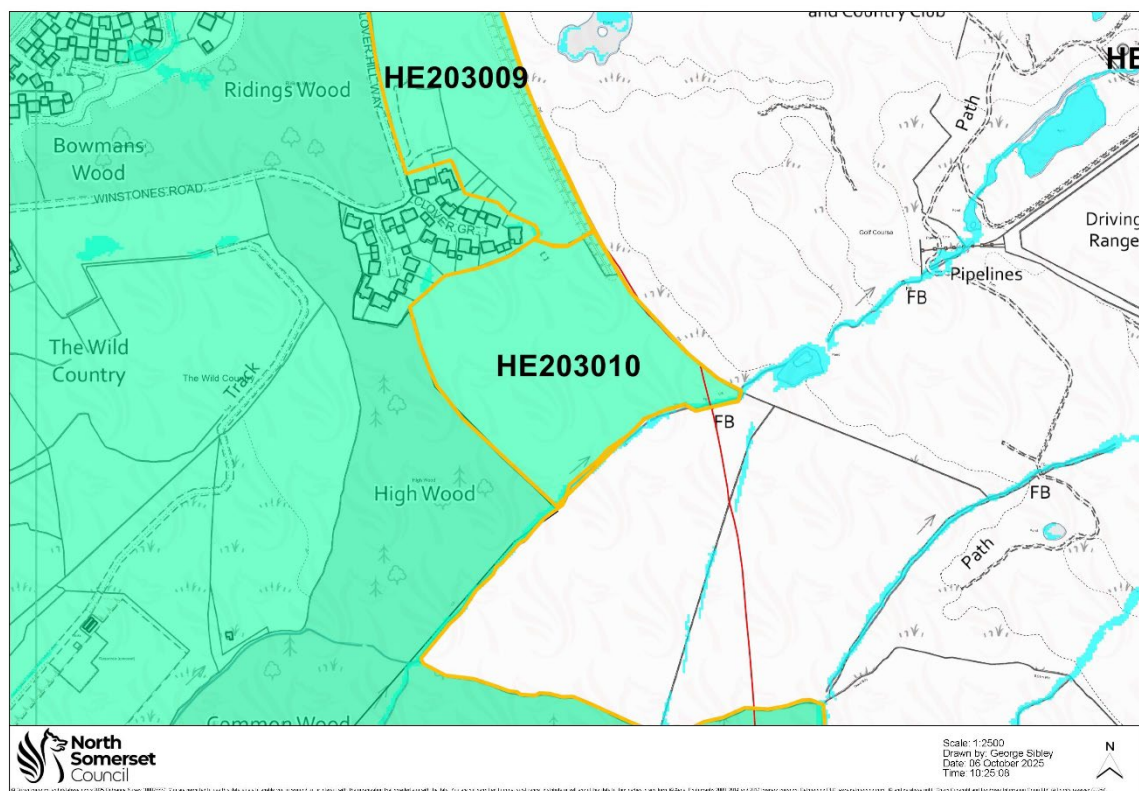 and Country Club
HE
HE203009
CLOVER HILL WAY
Ridings Wood
Path
Bowmans
Wood
WINSTONES ROAD
CLOVER GR
Driving
Range
Golf Course
Pipelines
FB
The Wild
Country
The Wild Country
Track
HE203010
FB
High Wood
High Wood
FB
Path
Common Wood
North
Somerset
Council
Scale: 1:2500
Drawn by: George Sibley
Date: 06 October 2025
Time: 10:25:08
N